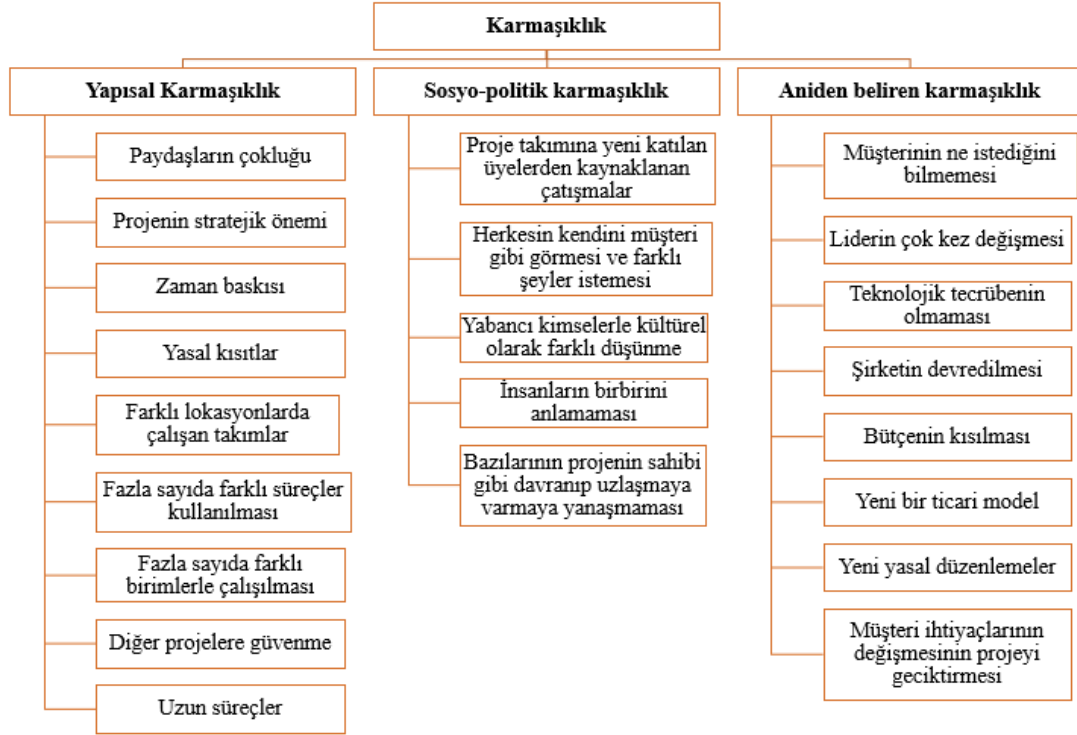 Karmaşıklık
Yapısal Karmaşıklık
Paydaşların çokluğu
Projenin stratejik önemi
Zaman baskısı
Yasal kısıtlar
Farklı lokasyonlarda
çalışan takımlar
Fazla sayıda farklı süreçler
kullanılması
Fazla sayıda farklı
birimlerle çalışılması
Diğer projelere güvenme
Uzun süreçler
Sosyo-politik karmaşıklık
Proje takımına yeni katılan
üyelerden kaynaklanan
çatışmalar
Herkesin kendini müşteri
gibi görmesi ve farklı
şeyler istemesi
Yabancı kimselerle kültürel
olarak farklı düşünme
İnsanların birbirini
anlamaması
Bazılarının projenin sahibi
gibi davranıp uzlaşmaya
varmaya yanaşmaması
Aniden beliren karmaşıklık
Müşterinin ne istediğini
bilmemesi
Liderin çok kez değişmesi
Teknolojik tecrübenin
olmaması
Şirketin devredilmesi
Bütçenin kısılması
Yeni bir ticari model
Yeni yasal düzenlemeler
Müşteri ihtiyaçlarının
değişmesinin projeyi
geciktirmesi